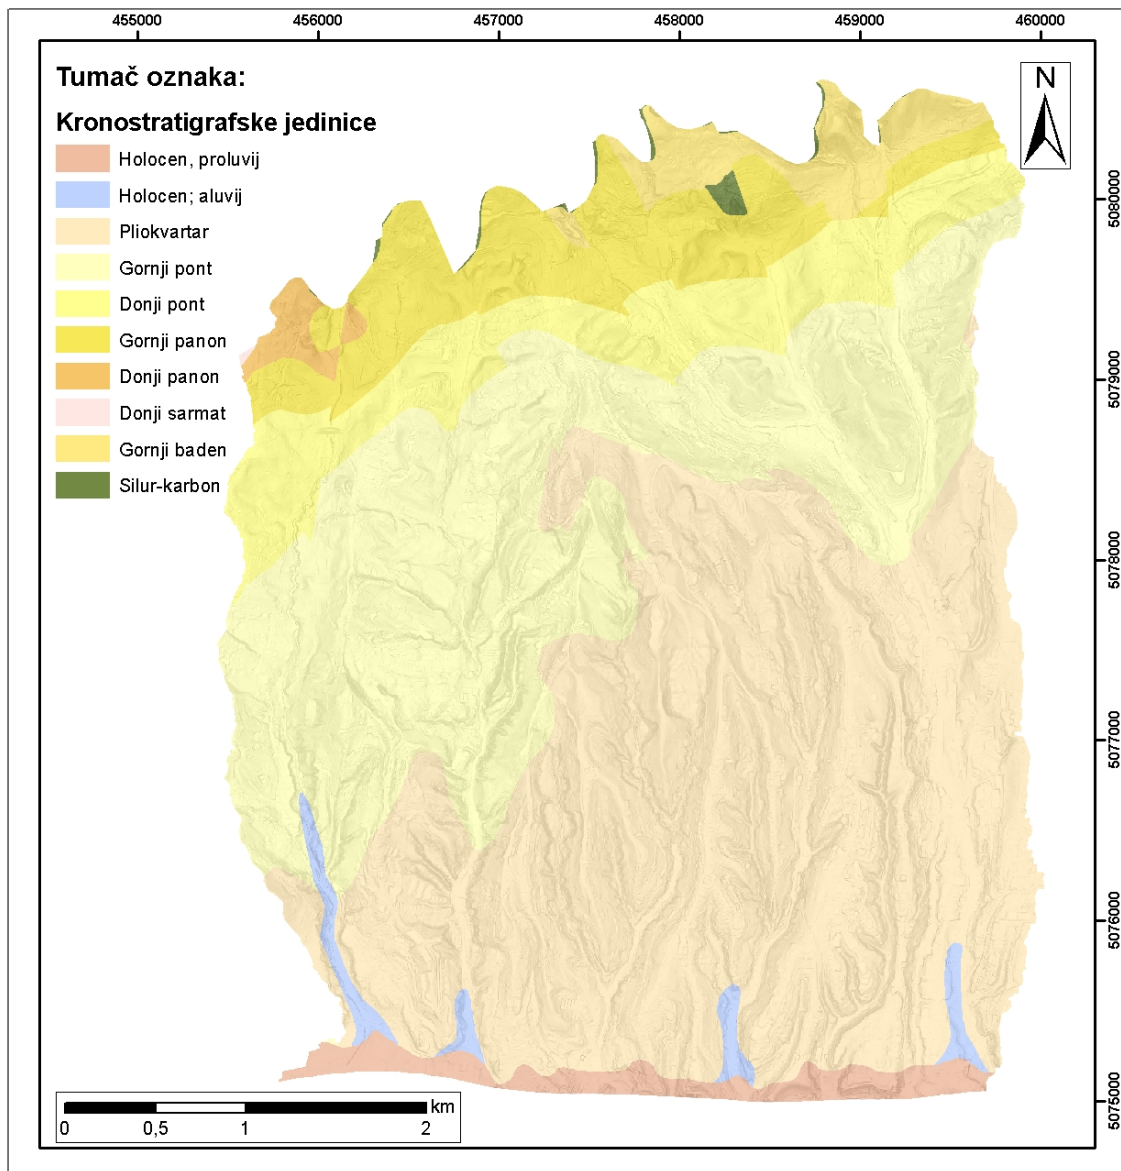 455000 456000 457000 458000 459000 460000
Tumač oznaka:
Kronostratigrafske jedinice
Holocen, proluvij
Holocen; aluvij
Pliokvartar
Gornji pont
Donji pont
Gornji panon
Donji panon
Donji sarmat
Gornji baden
Silur-karbon
N
5080000
5079000
5078000
5077000
5076000
5075000
km
0 0,5 1 2